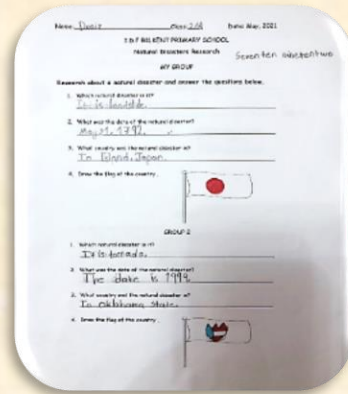 Name: Deniz Class: 2/A Date: May, 2021
T.D.F BİLKENT PRIMARY SCHOOL
Natural Disasters Research
Seventen ninetentwo
MY GROUP
Research about a natural disaster and answer the questions below.
1. Which natural disaster is it?
It is landslide.
2. What was the date of the natural disaster?
May 21, 1792.
3. What country was the natural disaster in?
In Island, Japan.
4. Draw the flag of the country.
GROUP 2
1. Which natural disaster is it?
It is tornado.
2. What was the date of the natural disaster?
The date is 1999
3. What country was the natural disaster in?
In Oklahoma State.
4. Draw the flag of the country.